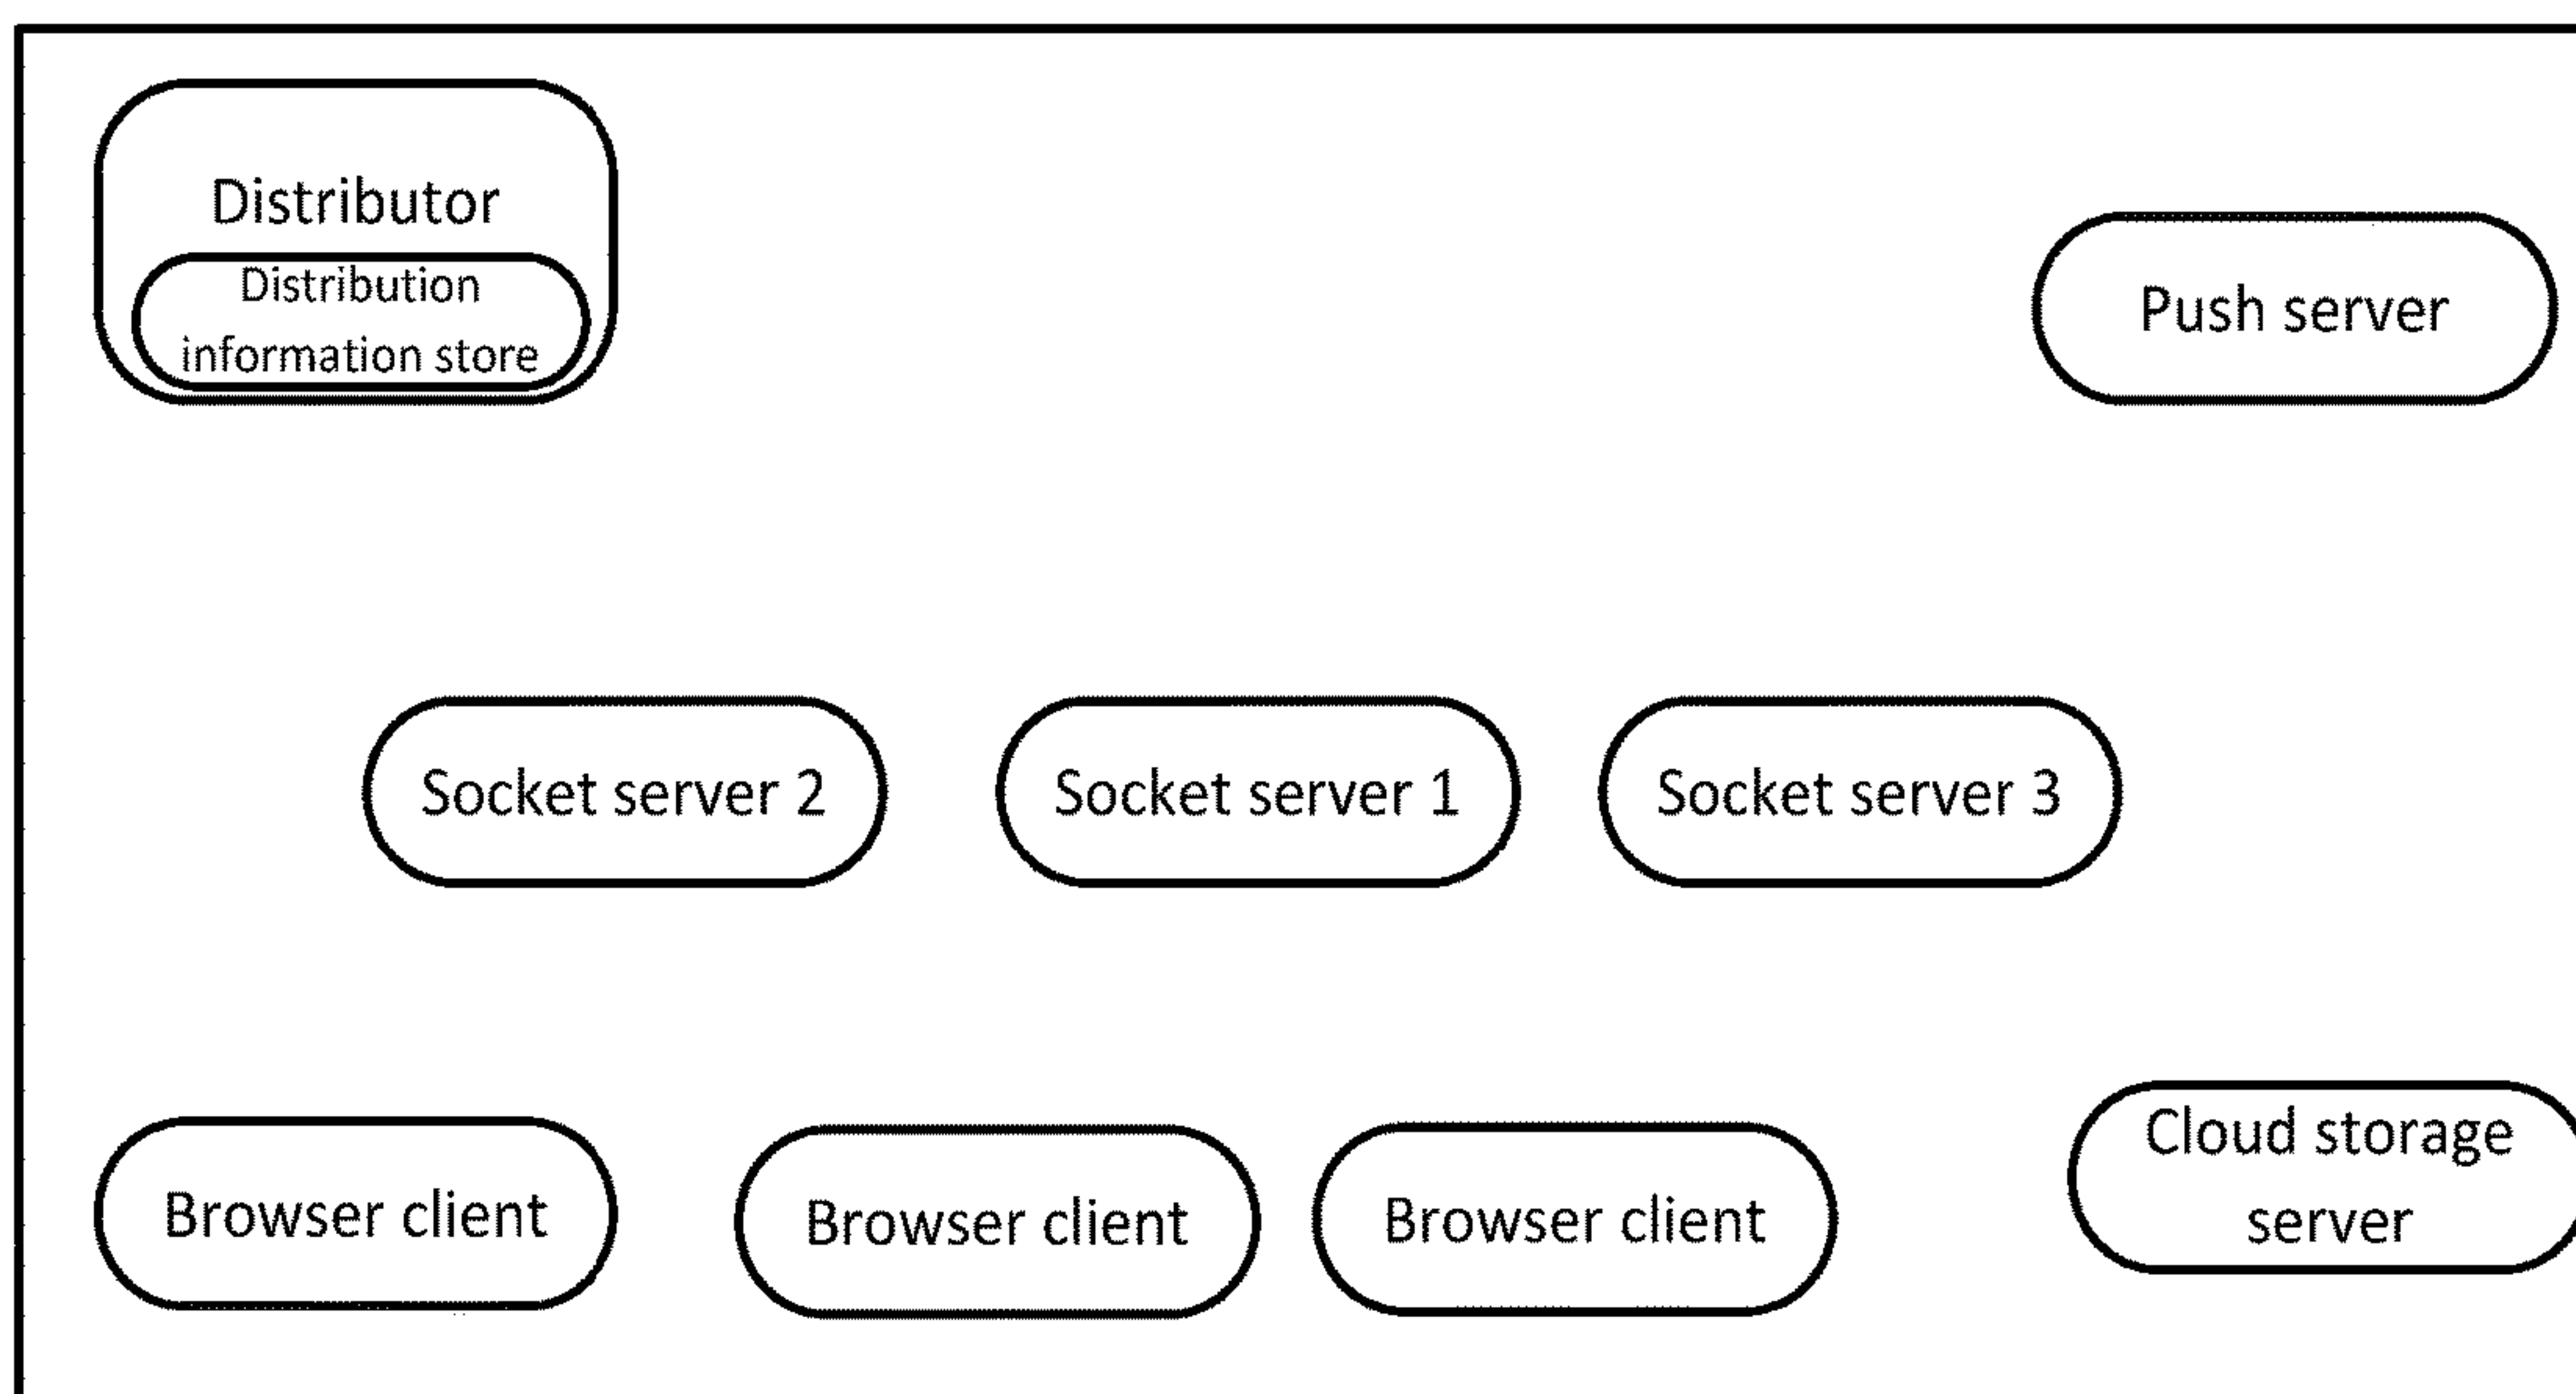 Distributor
Distribution
information store
Push server
Socket server 2
Socket server 1
Socket server 3
Browser client
Browser client
Browser client
Cloud storage
server